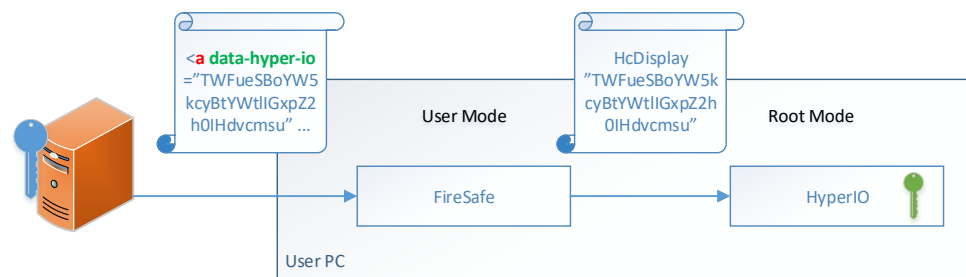 <a data-hyper-io
="TWFueSBoYW5
kcyBtYWtlIGxpZ2
h0IHdvcmsu" ...
HcDisplay
"TWFueSBoYW5k
cyBtYWtlIGxpZ2h
0IHdvcmsu"
User Mode
Root Mode
FireSafe
HyperIO
User PC